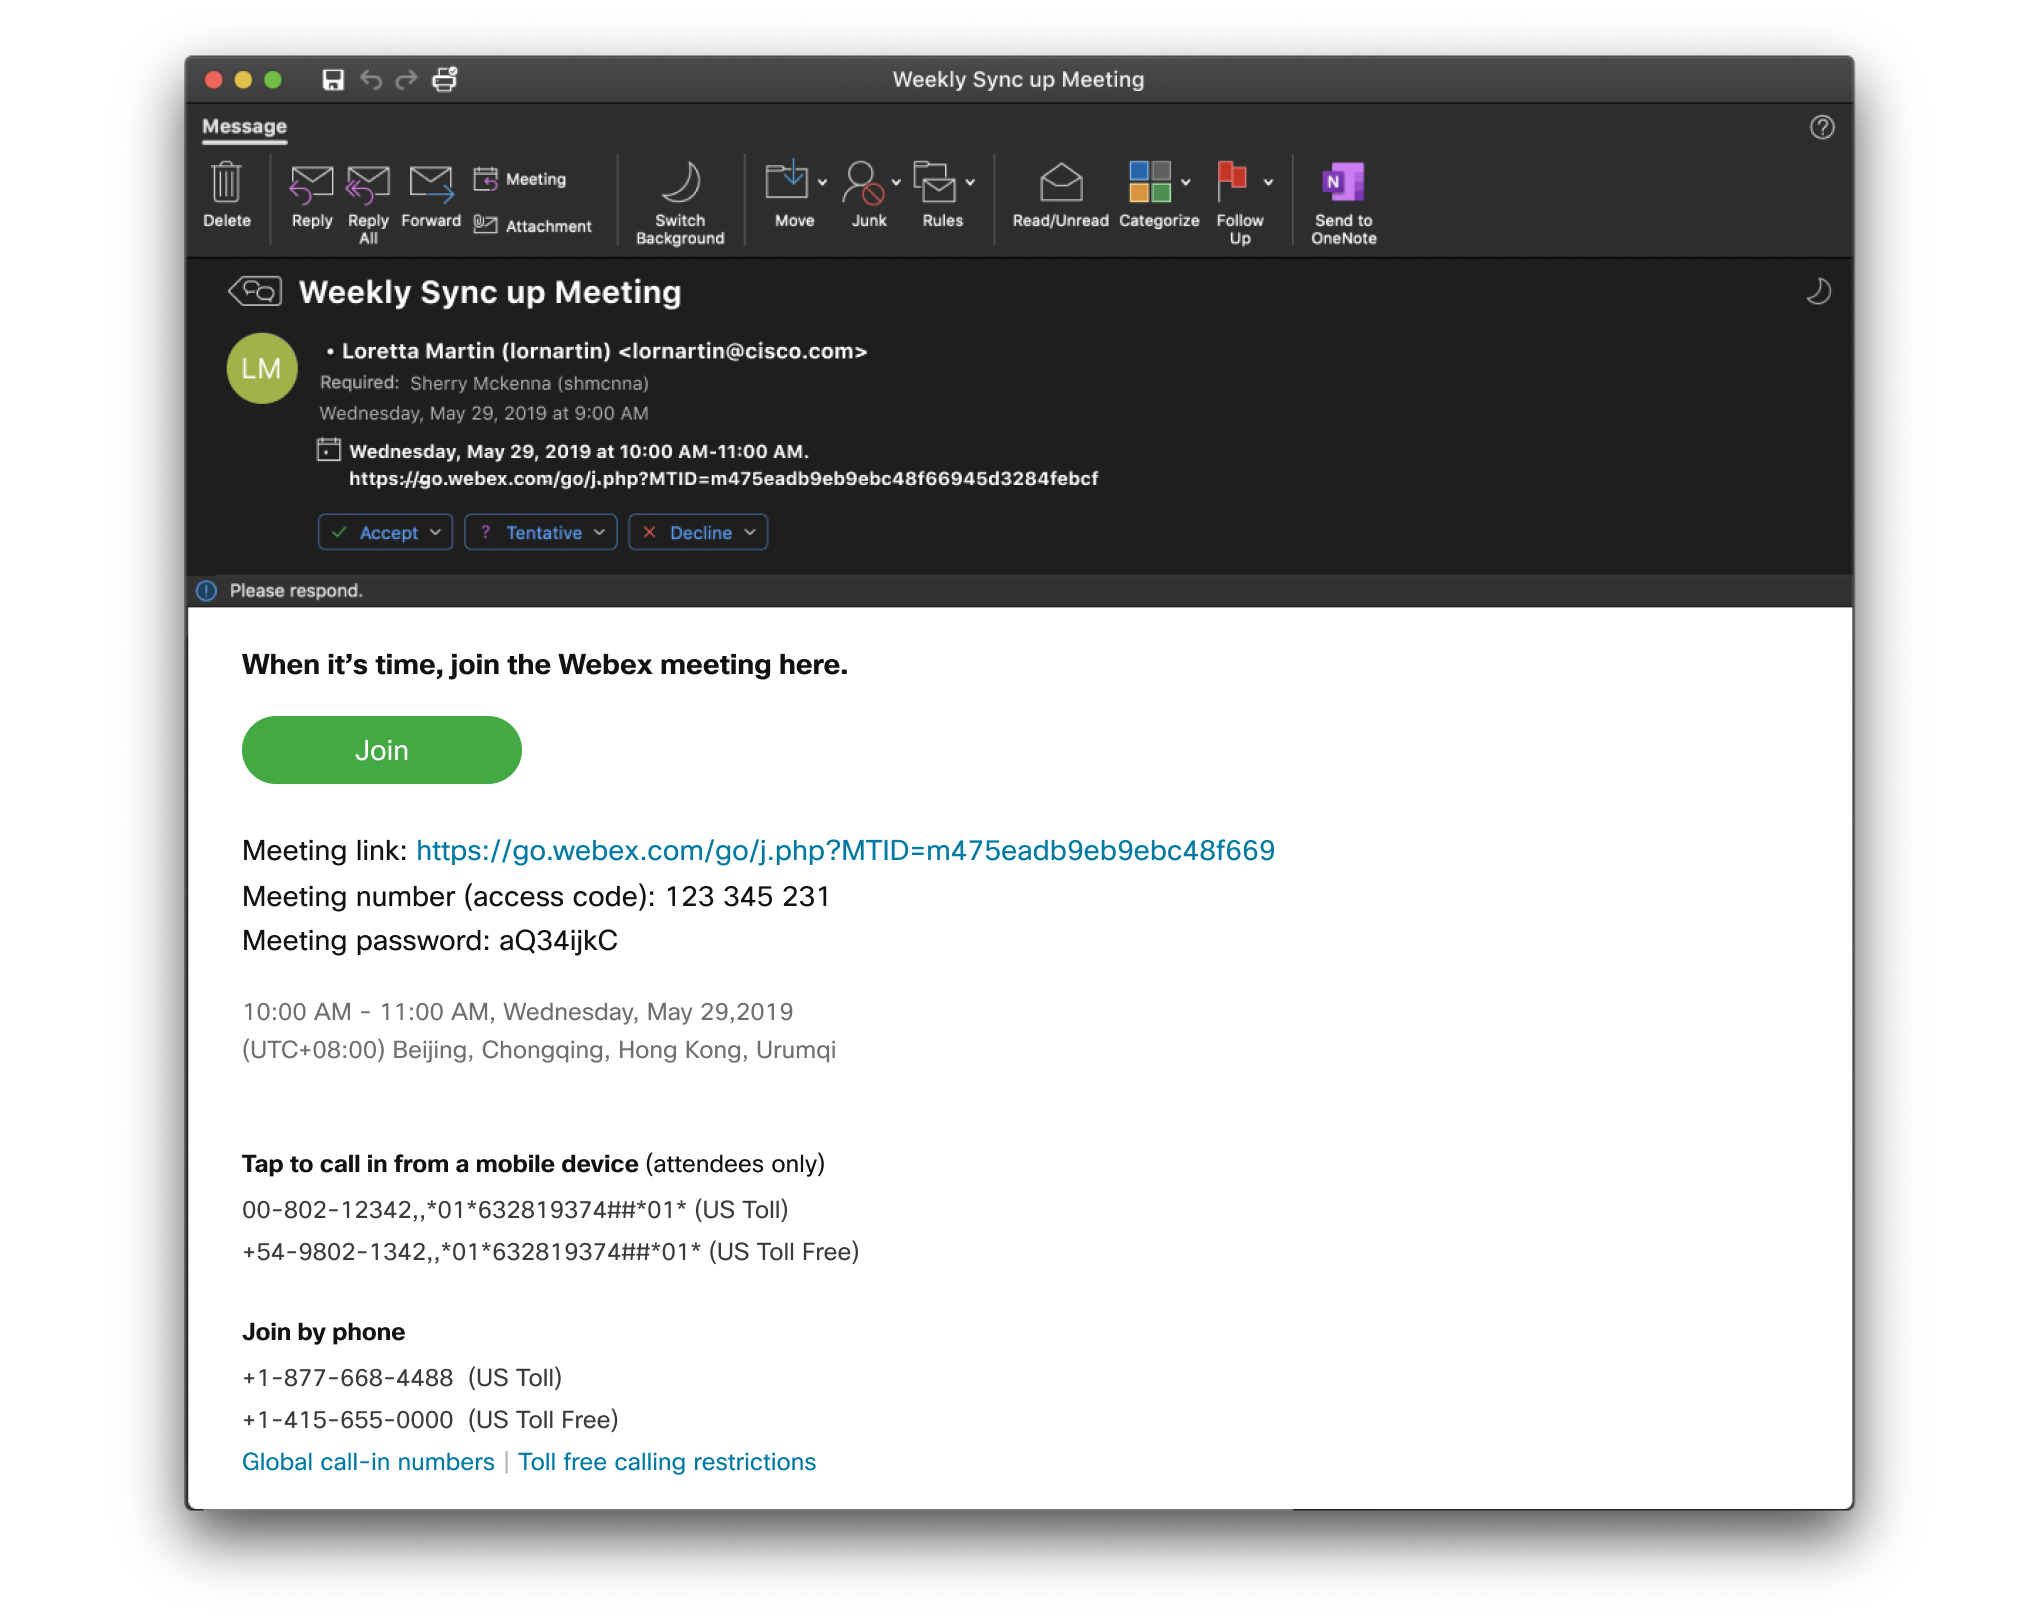 Weekly Sync up Meeting
Message
Delete
Reply
Reply All
Forward
Meeting
Attachment
Switch Background
Move
Junk
Rules
Read/Unread
Categorize
Follow Up
N
Send to OneNote
Weekly Sync up Meeting
LM
• Loretta Martin (lornartin) <lornartin@cisco.com>
Required: Sherry Mckenna (shmcnna)
Wednesday, May 29, 2019 at 9:00 AM
Wednesday, May 29, 2019 at 10:00 AM-11:00 AM.
https://go.webex.com/go/j.php?MTID=m475eadb9eb9ebc48f66945d3284febcf
Accept
? Tentative
Decline
Please respond.
When it’s time, join the Webex meeting here.
Join
Meeting link: https://go.webex.com/go/j.php?MTID=m475eadb9eb9ebc48f669
Meeting number (access code): 123 345 231
Meeting password: aQ34ijkC
10:00 AM - 11:00 AM, Wednesday, May 29,2019
(UTC+08:00) Beijing, Chongqing, Hong Kong, Urumqi
Tap to call in from a mobile device (attendees only)
00-802-12342,,*01*632819374##*01* (US Toll)
+54-9802-1342,,*01*632819374##*01* (US Toll Free)
Join by phone
+1-877-668-4488 (US Toll)
+1-415-655-0000 (US Toll Free)
Global call-in numbers | Toll free calling restrictions